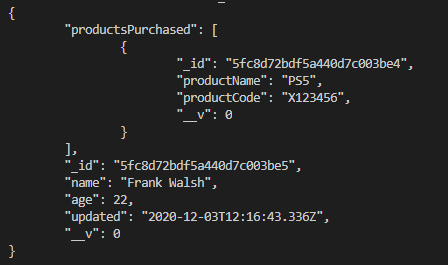 {
"productsPurchased": [
{
"_id": "5fc8d72bdf5a440d7c003be4",
"productName": "PS5",
"productCode": "X123456",
"__v": 0
}
],
"_id": "5fc8d72bdf5a440d7c003be5",
"name": "Frank Walsh",
"age": 22,
"updated": "2020-12-03T12:16:43.336Z",
"__v": 0
}